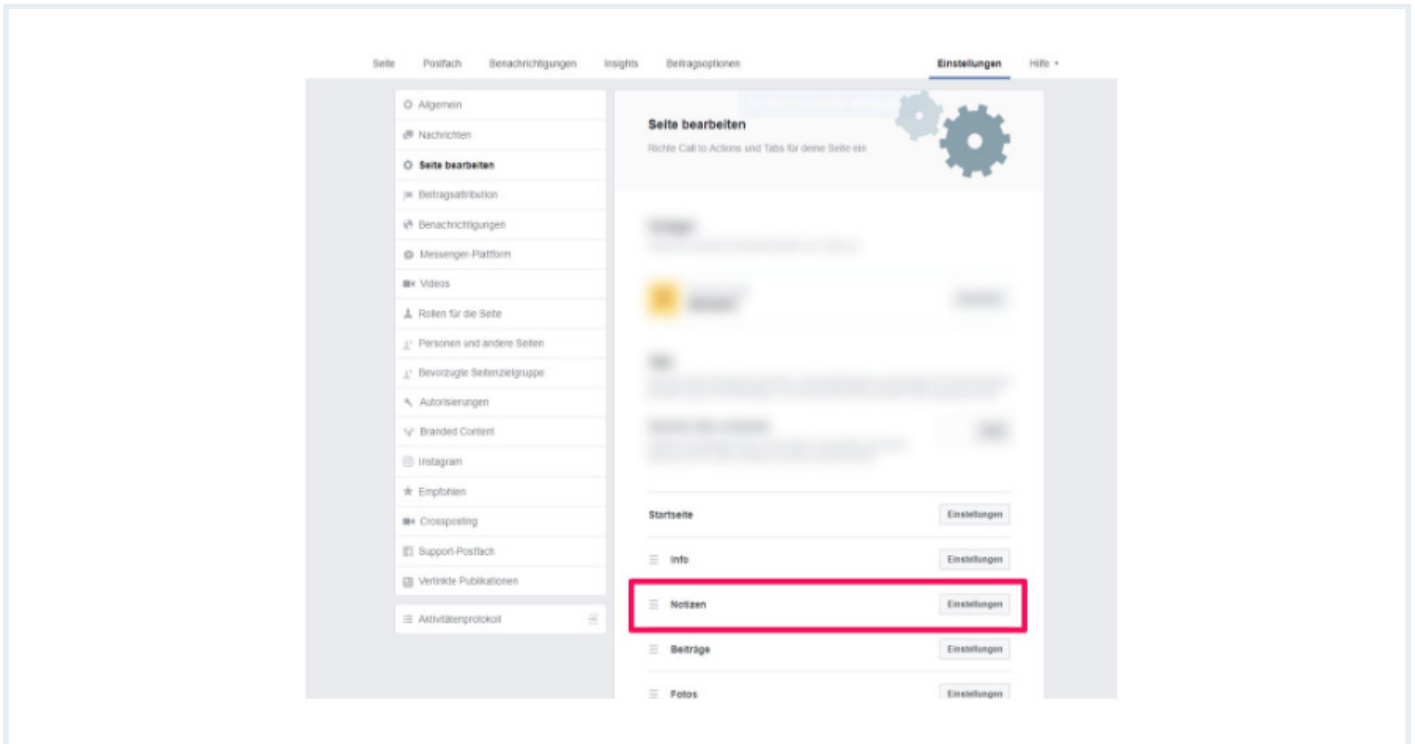 Seite Postfach Benachrichtigungen Insights Beitragsoptionen Einstellungen Hilfe
Allgemein
Nachrichten
Seite bearbeiten
Beitragsattribution
Benachrichtigungen
Messenger-Plattform
Videos
Rollen für die Seite
Personen und andere Seiten
Bevorzugte Seitenzielgruppe
Autorisierungen
Branded Content
Instagram
Empfohlen
Crossposting
Support-Postfach
Verlinkte Publikationen
Aktivitätenprotokoll
Seite bearbeiten
Richte Call to Actions und Tabs für deine Seite ein
Startseite Einstellungen
Info Einstellungen
Notizen Einstellungen
Beiträge Einstellungen
Fotos Einstellungen